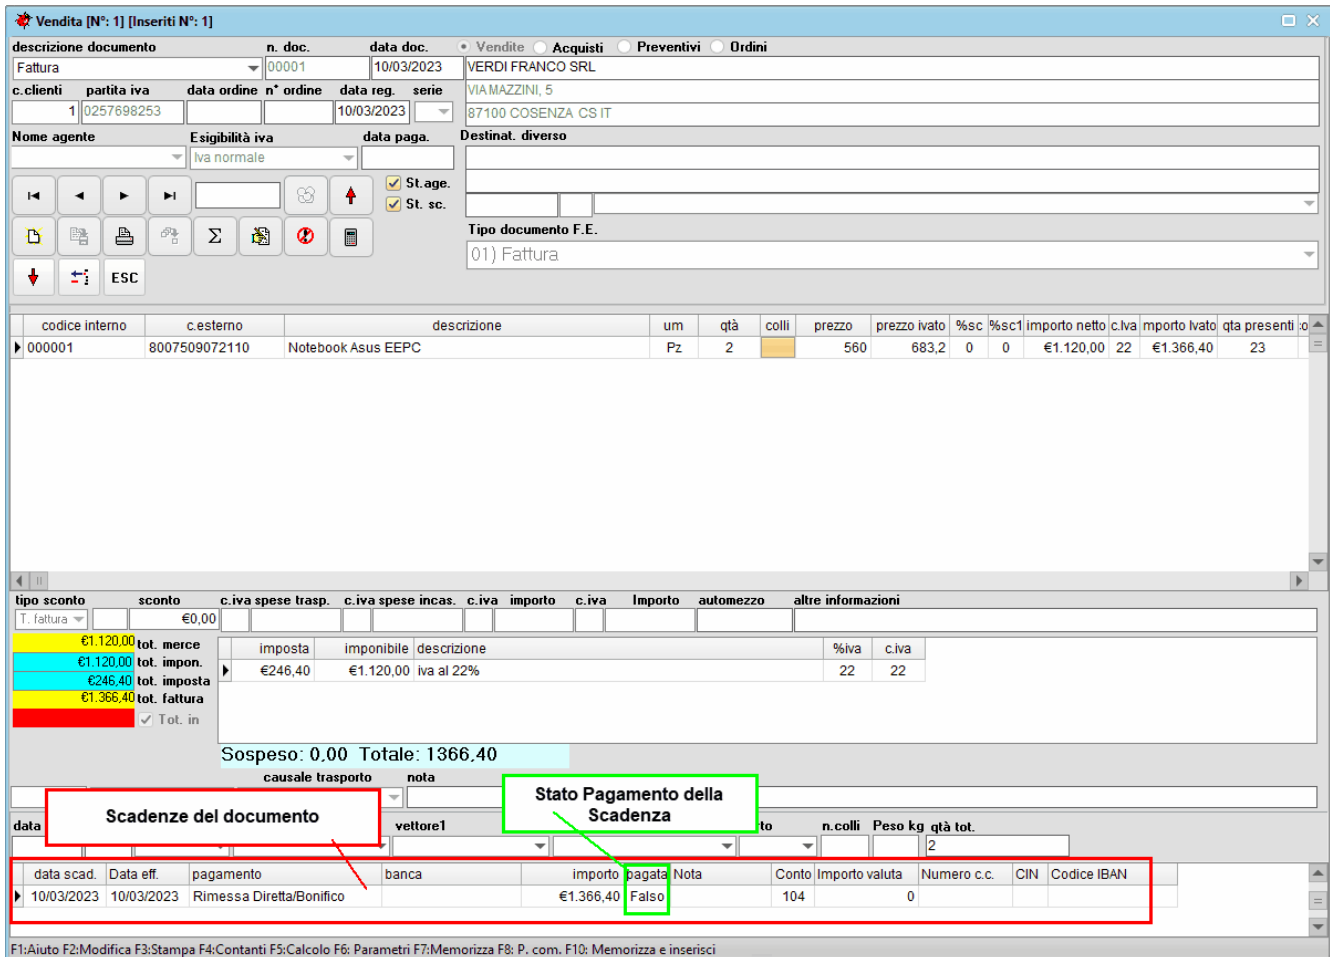 Vendita [N°: 1] [Inseriti N°: 1]
descrizione documento n. doc. data doc. Vendite Acquisti Preventivi Ordini
Fattura 00001 10/03/2023 VERDI FRANCO SRL
c.clienti partita iva data ordine n° ordine data reg. serie VIA MAZZINI, 5
1 0257698253 10/03/2023 87100 COSENZA CS IT
Nome agente Esigibilità iva data paga. Destinat. diverso
Iva normale
St.age.
St. sc.
Tipo documento F.E.
01) Fattura
Σ
ESC
codice interno c.esterno descrizione um qtà colli prezzo prezzo ivato %sc %sc1 importo netto c.Iva mporto Ivato qta presenti :o
000001 8007509072110 Notebook Asus EEPC Pz 2 560 683,2 0 0 €1.120,00 22 €1.366,40 23
tipo sconto sconto c.iva spese trasp. c.iva spese incas. c.iva importo c.iva Importo automezzo altre informazioni
T. fattura €0,00
€1.120,00 tot. merce
€1.120,00 tot. impon.
€246,40 tot. imposta
€1.366,40 tot. fattura
Tot. in
imposta imponibile descrizione %iva c.iva
€246,40 €1.120,00 iva al 22% 22 22
Sospeso: 0,00 Totale: 1366,40
causale trasporto nota
Scadenze del documento
Stato Pagamento della
Scadenza
data vettore1 to n.colli Peso kg qtà tot.
2
data scad. Data eff. pagamento banca importo pagata Nota Conto Importo valuta Numero c.c. CIN Codice IBAN
10/03/2023 10/03/2023 Rimessa Diretta/Bonifico €1.366,40 Falso 104 0
F1:Aiuto F2:Modifica F3:Stampa F4:Contanti F5:Calcolo F6: Parametri F7:Memorizza F8: P. com. F10: Memorizza e inserisci